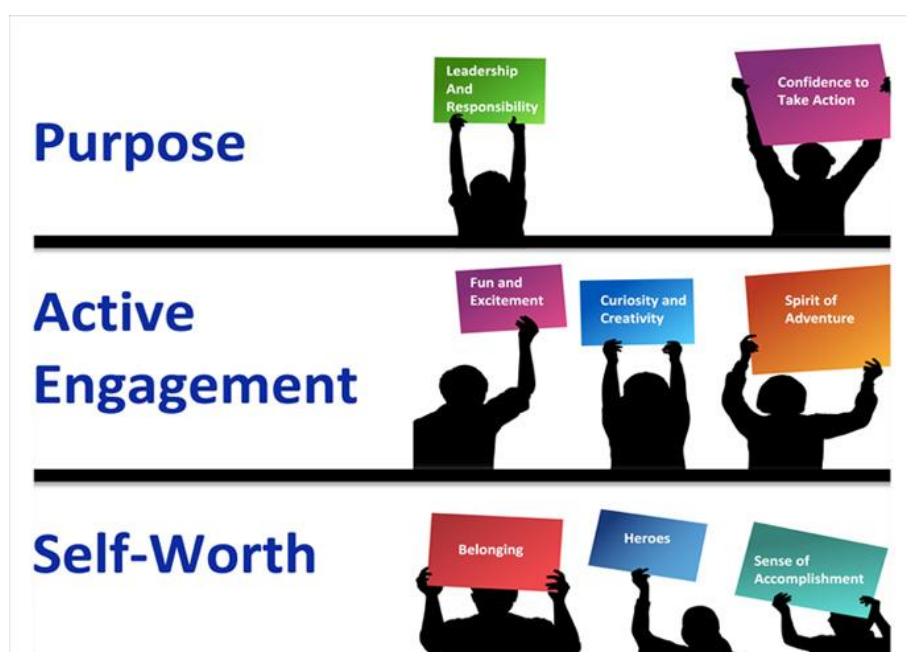 Purpose
Leadership
And
Responsibility
Confidence to
Take Action
Active
Engagement
Fun and
Excitement
Curiosity and
Creativity
Spirit of
Adventure
Self-Worth
Belonging
Heroes
Sense of
Accomplishment